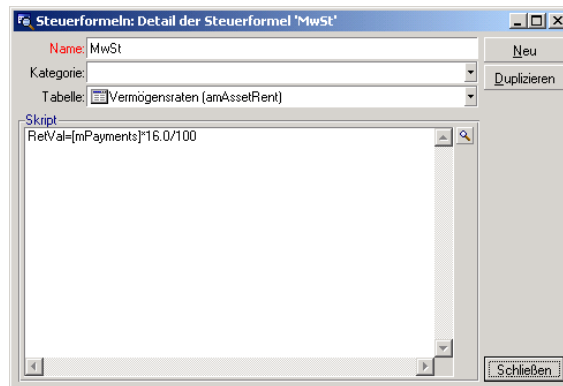 Steuerformeln: Detail der Steuerformel 'MwSt'
Name: MwSt
Neu
Kategorie:
Duplizieren
Tabelle: Vermögensraten (amAssetRent)
Skript
RetVal=[mPayments]*16.0/100
Schließen